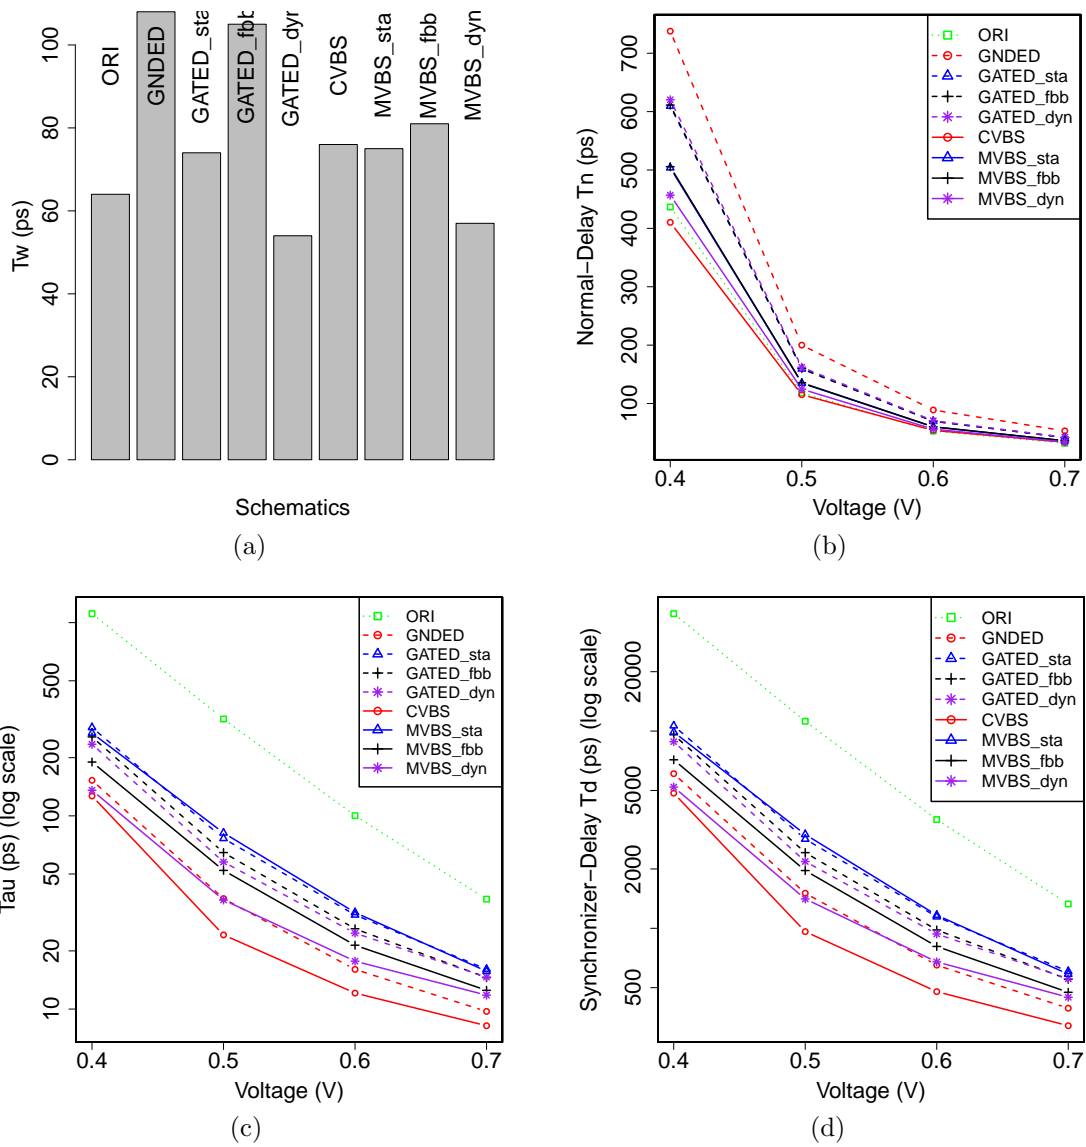 ORI
GNDED
GATED_sta
GATED_fbb
GATED_dyn
CVBS
MVBS_sta
MVBS_fbb
MVBS_dyn
0
20
40
60
80
100
Tw (ps)
Schematics
(a)
ORI
GNDED
GATED_sta
GATED_fbb
GATED_dyn
CVBS
MVBS_sta
MVBS_fbb
MVBS_dyn
100
200
300
400
500
600
700
Normal−Delay Tn (ps)
0.4 0.5 0.6 0.7
Voltage (V)
(b)
ORI
GNDED
GATED_sta
GATED_fbb
GATED_dyn
CVBS
MVBS_sta
MVBS_fbb
MVBS_dyn
10
20
50
100
200
500
Tau (ps) (log scale)
0.4 0.5 0.6 0.7
Voltage (V)
(c)
ORI
GNDED
GATED_sta
GATED_fbb
GATED_dyn
CVBS
MVBS_sta
MVBS_fbb
MVBS_dyn
500
2000
5000
20000
Synchronizer−Delay Td (ps) (log scale)
0.4 0.5 0.6 0.7
Voltage (V)
(d)